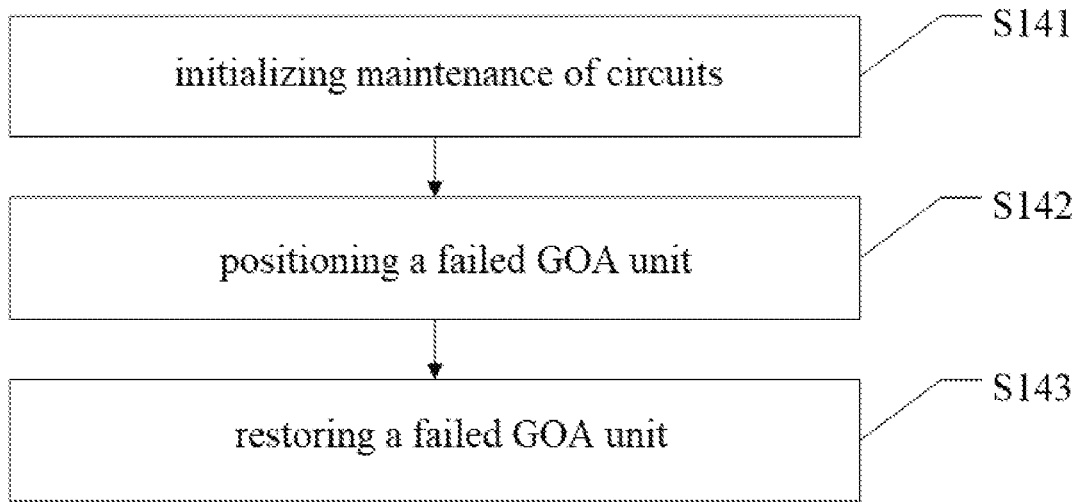 S141
initializing maintenance of circuits
S142
positioning a failed GOA unit
S143
restoring a failed GOA unit